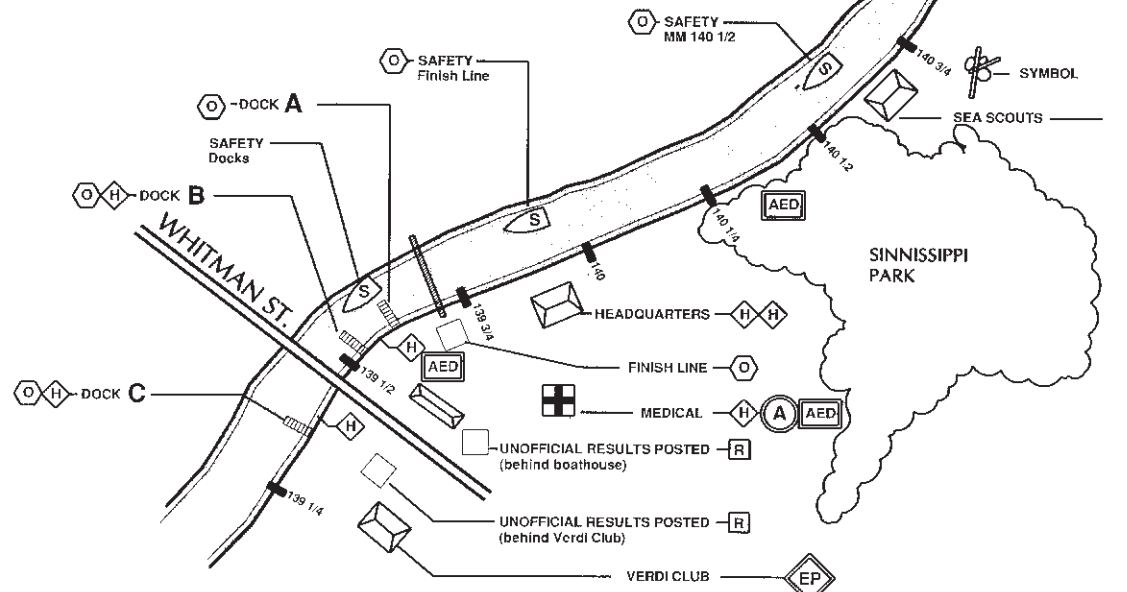 O SAFETY
MM 140 1/2
S
140 3/4
SYMBOL
O SAFETY
Finish Line
SEA SCOUTS
O -DOCK A
140 1/2
SAFETY
Docks
O H DOCK B
AED
140 1/4
S
WHITMAN ST.
SINNISSIPPI
PARK
140
S
139 3/4
HEADQUARTERS H H
H
AED
FINISH LINE O
139 1/2
O H DOCK C
MEDICAL H A AED
H
UNOFFICIAL RESULTS POSTED R
(behind boathouse)
139 1/4
UNOFFICIAL RESULTS POSTED R
(behind Verdi Club)
VERDI CLUB EP